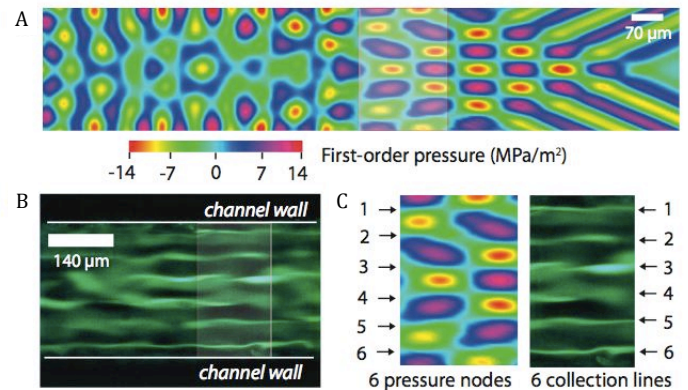 A
70 µm
-14 -7 0 7 14
First-order pressure (MPa/m²)
B
channel wall
140 µm
channel wall
C
1
2
3
4
5
6
6 pressure nodes
1
2
3
4
5
6
6 collection lines